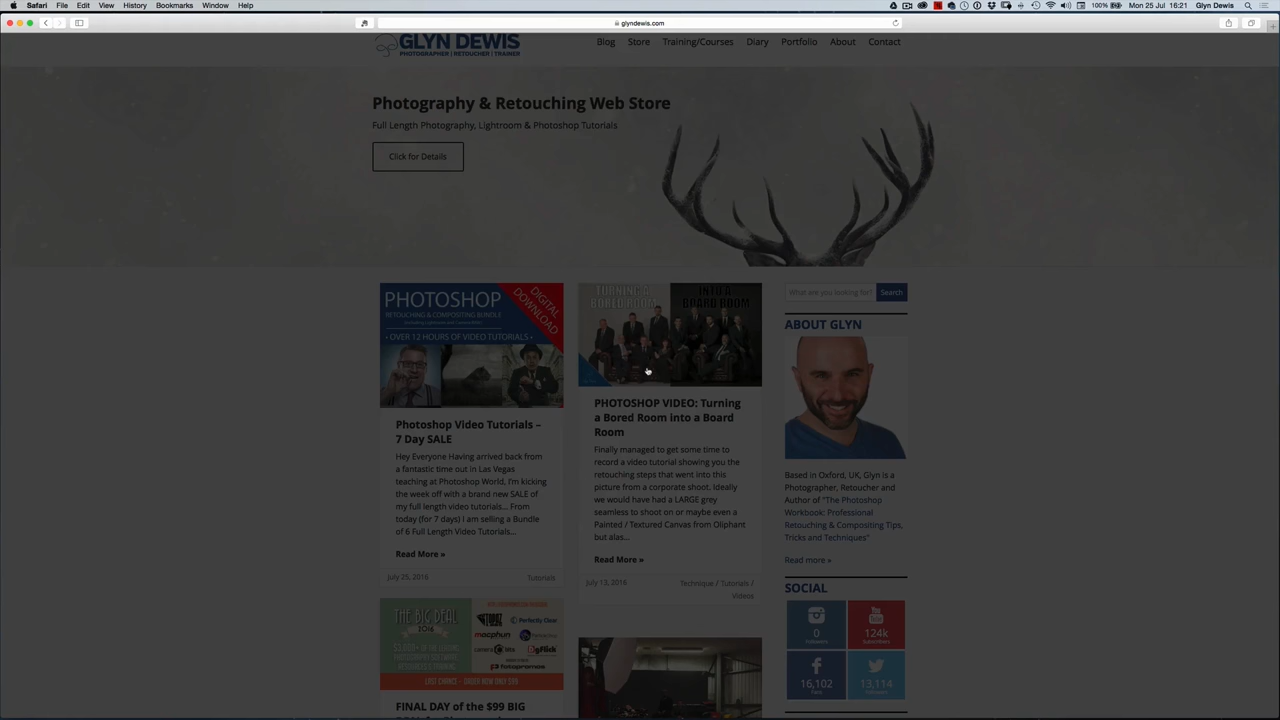 Safari File Edit View History Bookmarks Window Help
100% Mon 25 Jul 16:21 Glyn Dewis
glyndewis.com
GLYN DEWIS
PHOTOGRAPHER | RETOUCHER | TRAINER
Blog Store Training/Courses Diary Portfolio About Contact
Photography & Retouching Web Store
Full Length Photography, Lightroom & Photoshop Tutorials
Click for Details
PHOTOSHOP
RETOUCHING & COMPOSITING BUNDLE
• OVER 12 HOURS OF VIDEO TUTORIALS •
DIGITAL
DOWNLOAD
Photoshop Video Tutorials –
7 Day SALE
Hey Everyone Having arrived back from
a fantastic time out in Las Vegas
teaching at Photoshop World, I'm kicking
the week off with a brand new SALE of
my full length video tutorials... From
today (for 7 days) I am selling a Bundle
of 6 Full Length Video Tutorials...
Read More »
July 25, 2016 Tutorials
THE BIG DEAL
2016
LAST CHANCE - ORDER NOW ONLY $99
TOPAZ
Perfectly Clear
macphun
gFlick
photopromos
FINAL DAY of the $99 BIG
TURNING A
BORED ROOM
INTO A
BOARD ROOM
PHOTOSHOP VIDEO: Turning
a Bored Room into a Board
Room
Finally managed to get some time to
record a video tutorial showing you the
retouching steps that went into this
picture from a corporate shoot. Ideally
we would have had a LARGE grey
seamless to shoot on or maybe even a
Painted / Textured Canvas from Oliphant
but alas...
Read More »
July 13, 2016 Technique / Tutorials /
Videos
What are you looking for? Search
ABOUT GLYN
Based in Oxford, UK, Glyn is a
Photographer, Retoucher and
Author of "The Photoshop
Workbook: Professional
Retouching & Compositing Tips,
Tricks and Techniques"
Read more »
SOCIAL
0
Followers
You Tube
124k
Subscribers
16,102
Fans
13,114
Followers